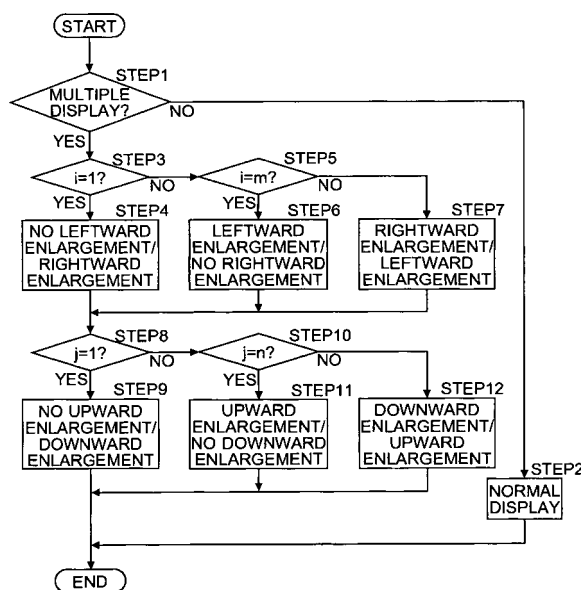 START
STEP1
MULTIPLE
DISPLAY?
NO
YES
STEP3
i=1?
NO
YES
STEP5
i=m?
NO
YES
STEP4
NO LEFTWARD
ENLARGEMENT/
RIGHTWARD
ENLARGEMENT
STEP6
LEFTWARD
ENLARGEMENT/
NO RIGHTWARD
ENLARGEMENT
STEP7
RIGHTWARD
ENLARGEMENT/
LEFTWARD
ENLARGEMENT
STEP8
j=1?
NO
YES
STEP10
j=n?
NO
YES
STEP9
NO UPWARD
ENLARGEMENT/
DOWNWARD
ENLARGEMENT
STEP11
UPWARD
ENLARGEMENT/
NO DOWNWARD
ENLARGEMENT
STEP12
DOWNWARD
ENLARGEMENT/
UPWARD
ENLARGEMENT
STEP2
NORMAL
DISPLAY
END